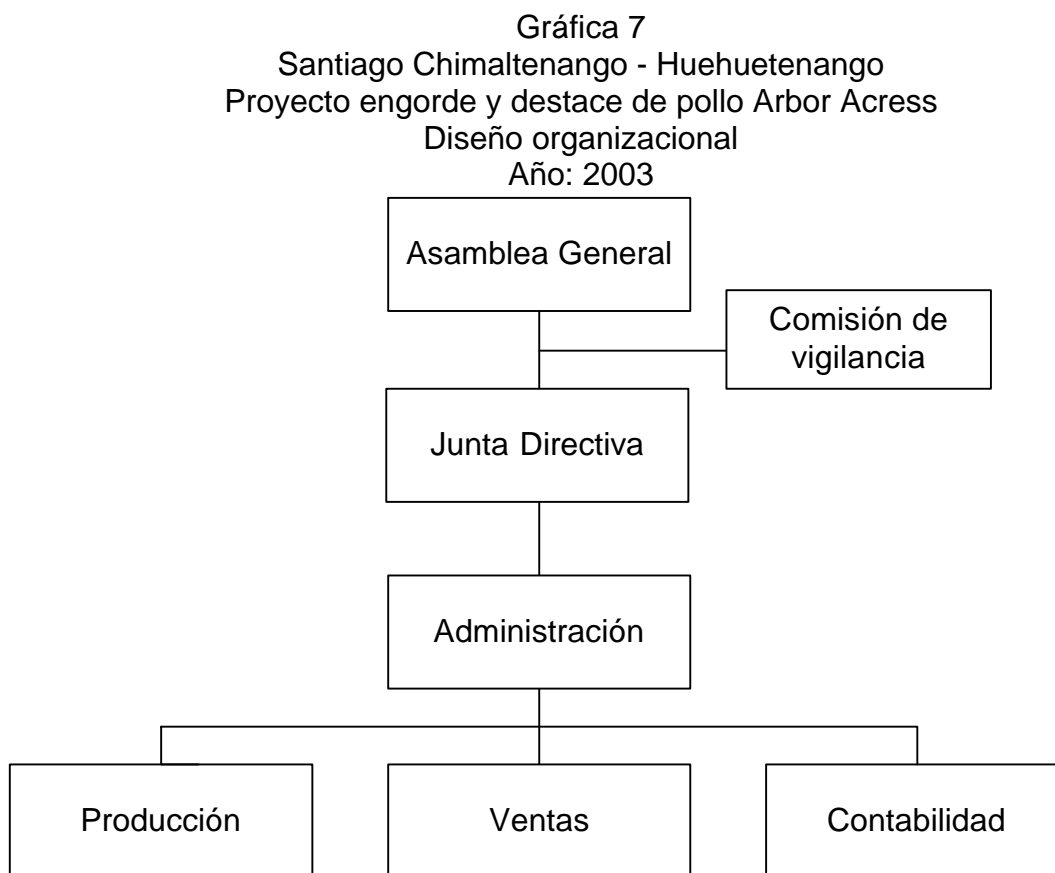 Gráfica 7
Santiago Chimaltenango - Huehuetenango
Proyecto engorde y destace de pollo Arbor Acress
Diseño organizacional
Año: 2003
Asamblea General
Comisión de
vigilancia
Junta Directiva
Administración
Producción
Ventas
Contabilidad